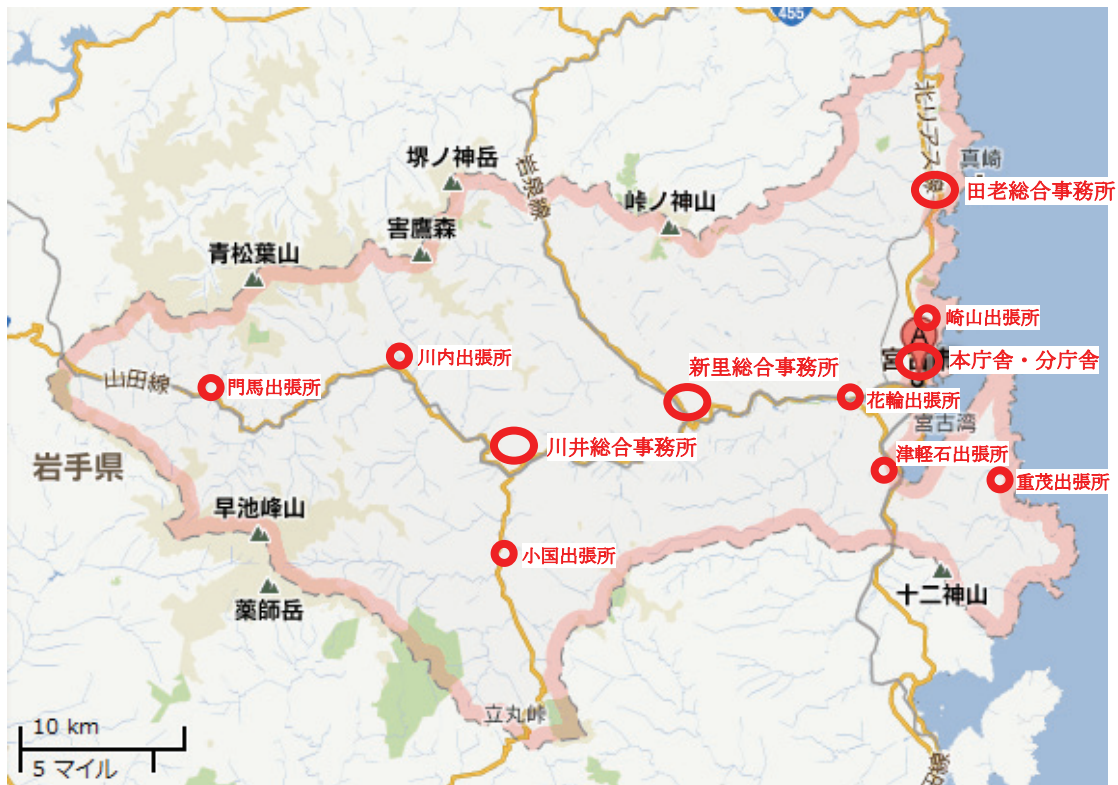 455
北リアス線
真崎
田老総合事務所
堺ノ神岳
岩泉線
峠ノ神山
害鷹森
青松葉山
崎山出張所
A
本庁舎・分庁舎
川内出張所
新里総合事務所
山田線
門馬出張所
花輪出張所
宮古湾
川井総合事務所
津軽石出張所
岩手県
重茂出張所
早池峰山
小国出張所
十二神山
薬師岳
立丸峠
10 km
5 マイル